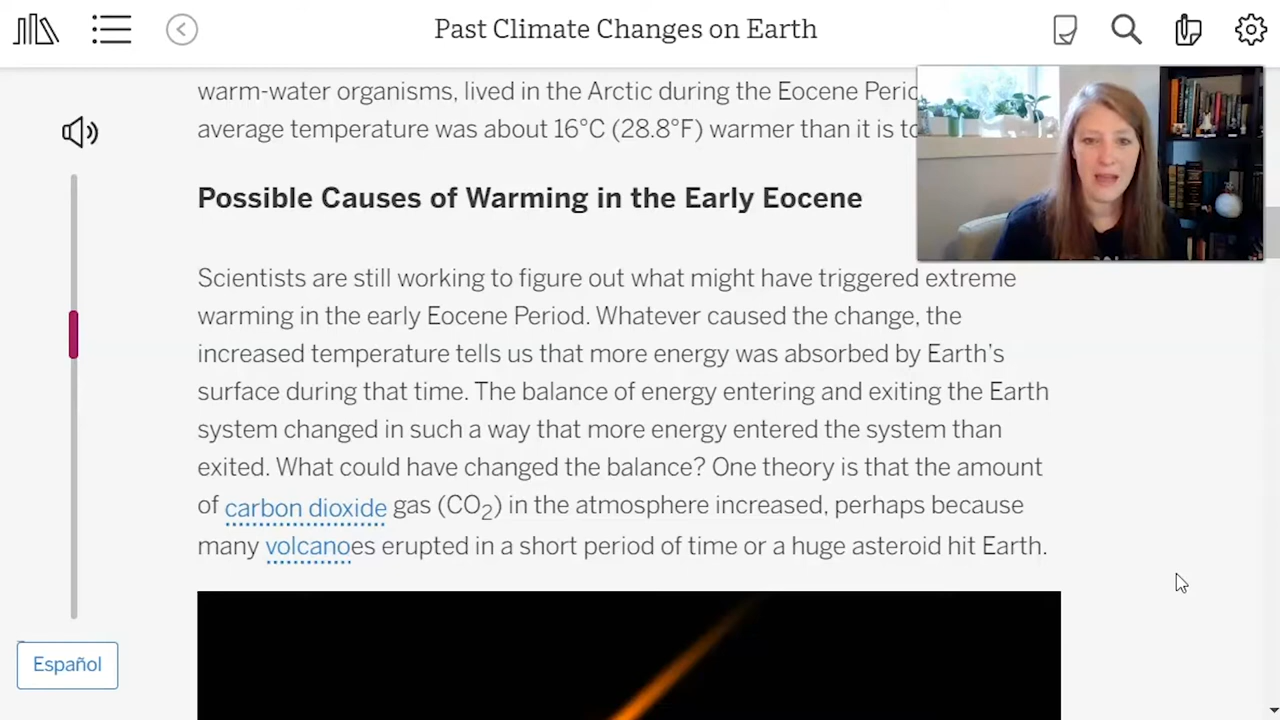 Past Climate Changes on Earth
warm-water organisms, lived in the Arctic during the Eocene
average temperature was about 16°C (28.8°F) warmer than it is
Possible Causes of Warming in the Early Eocene
Scientists are still working to figure out what might have triggered extreme
warming in the early Eocene Period. Whatever caused the change, the
increased temperature tells us that more energy was absorbed by Earth's
surface during that time. The balance of energy entering and exiting the Earth
system changed in such a way that more energy entered the system than
exited. What could have changed the balance? One theory is that the amount
of carbon dioxide gas (CO₂) in the atmosphere increased, perhaps because
many volcanoes erupted in a short period of time or a huge asteroid hit Earth.
Español